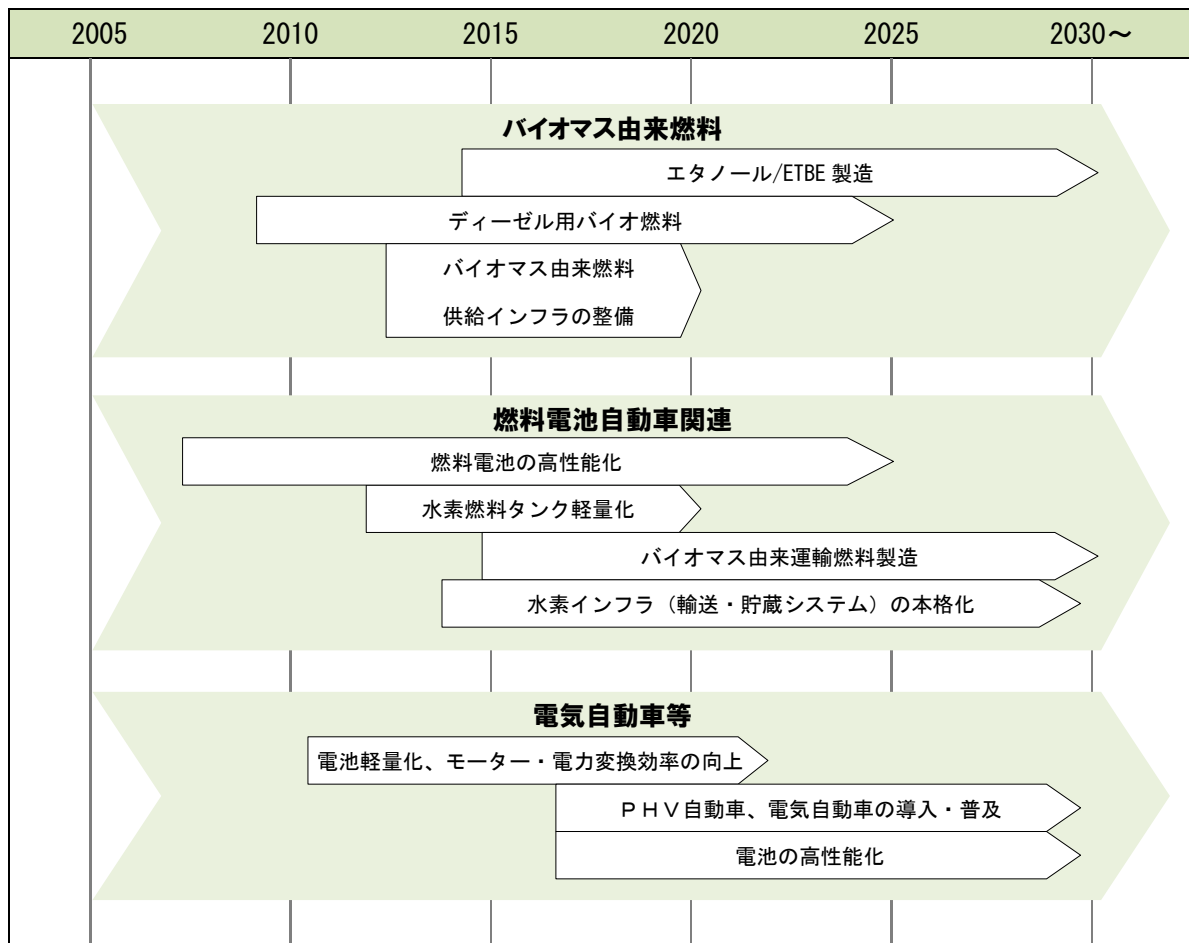 2005 2010 2015 2020 2025 2030～
バイオマス由来燃料
エタノール/ETBE 製造
ディーゼル用バイオ燃料
バイオマス由来燃料
供給インフラの整備
燃料電池自動車関連
燃料電池の高性能化
水素燃料タンク軽量化
バイオマス由来運輸燃料製造
水素インフラ（輸送・貯蔵システム）の本格化
電気自動車等
電池軽量化、モーター・電力変換効率の向上
ＰＨＶ自動車、電気自動車の導入・普及
電池の高性能化